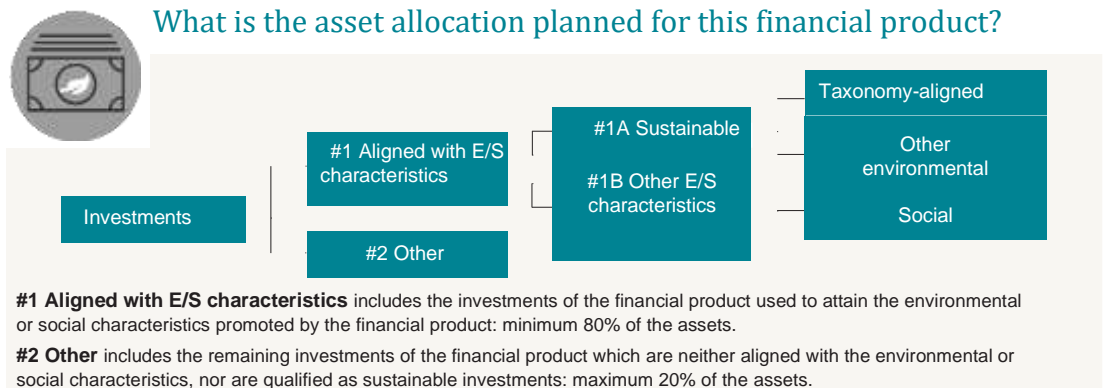 What is the asset allocation planned for this financial product?
Investments
#1 Aligned with E/S
characteristics
#2 Other
#1A Sustainable
#1B Other E/S
characteristics
Taxonomy-aligned
Other
environmental
Social
#1 Aligned with E/S characteristics includes the investments of the financial product used to attain the environmental
or social characteristics promoted by the financial product: minimum 80% of the assets.
#2 Other includes the remaining investments of the financial product which are neither aligned with the environmental or
social characteristics, nor are qualified as sustainable investments: maximum 20% of the assets.